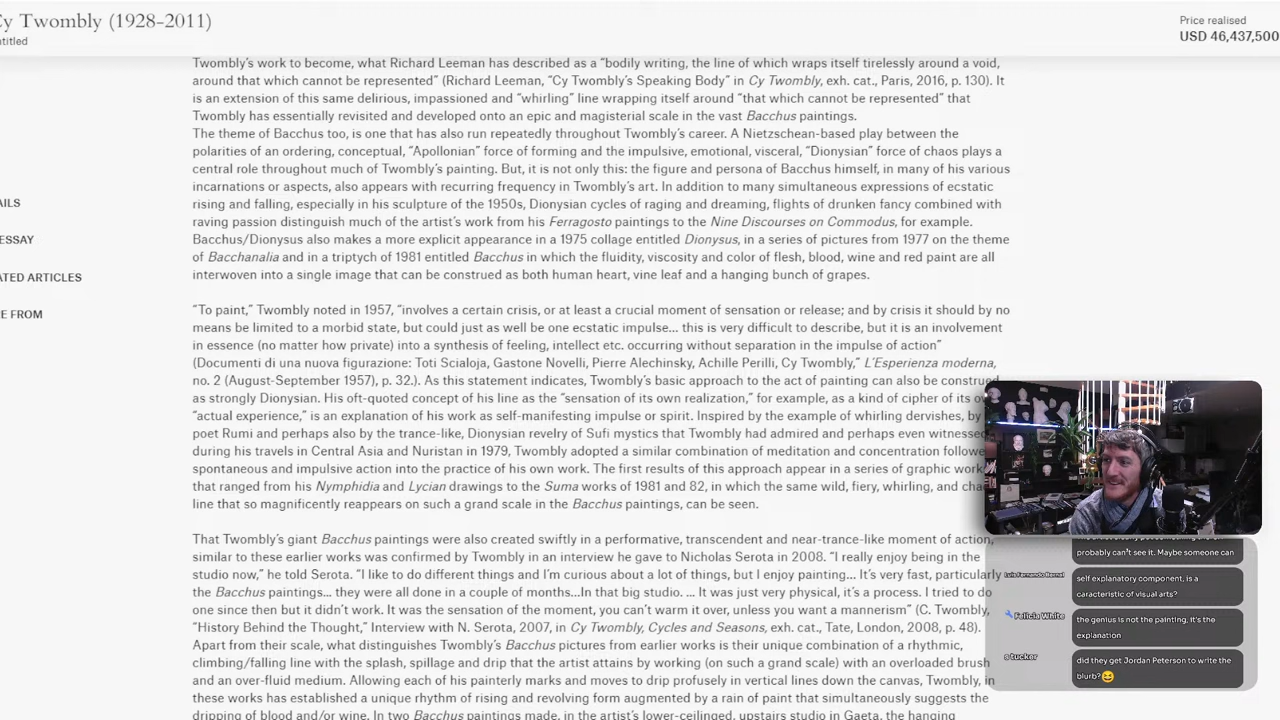 Cy Twombly (1928-2011)
ntitled
Price realised
USD 46,437,500
AILS
ESSAY
ATED ARTICLES
E FROM
Twombly's work to become, what Richard Leeman has described as a “bodily writing, the line of which wraps itself tirelessly around a void,
around that which cannot be represented” (Richard Leeman, “Cy Twombly's Speaking Body” in Cy Twombly, exh. cat., Paris, 2016, p. 130). It
is an extension of this same delirious, impassioned and “whirling” line wrapping itself around “that which cannot be represented” that
Twombly has essentially revisited and developed onto an epic and magisterial scale in the vast Bacchus paintings.
The theme of Bacchus too, is one that has also run repeatedly throughout Twombly's career. A Nietzschean-based play between the
polarities of an ordering, conceptual, “Apollonian” force of forming and the impulsive, emotional, visceral, “Dionysian” force of chaos plays a
central role throughout much of Twombly's painting. But, it is not only this: the figure and persona of Bacchus himself, in many of his various
incarnations or aspects, also appears with recurring frequency in Twombly's art. In addition to many simultaneous expressions of ecstatic
rising and falling, especially in his sculpture of the 1950s, Dionysian cycles of raging and dreaming, flights of drunken fancy combined with
raving passion distinguish much of the artist's work from his Ferragosto paintings to the Nine Discourses on Commodus, for example.
Bacchus/Dionysus also makes a more explicit appearance in a 1975 collage entitled Dionysus, in a series of pictures from 1977 on the theme
of Bacchanalia and in a triptych of 1981 entitled Bacchus in which the fluidity, viscosity and color of flesh, blood, wine and red paint are all
interwoven into a single image that can be construed as both human heart, vine leaf and a hanging bunch of grapes.
“To paint,” Twombly noted in 1957, “involves a certain crisis, or at least a crucial moment of sensation or release; and by crisis it should by no
means be limited to a morbid state, but could just as well be one ecstatic impulse... this is very difficult to describe, but it is an involvement
in essence (no matter how private) into a synthesis of feeling, intellect etc. occurring without separation in the impulse of action”
(Documenti di una nuova figurazione: Toti Scialoja, Gastone Novelli, Pierre Alechinsky, Achille Perilli, Cy Twombly,” L'Esperienza moderna,
no. 2 (August-September 1957), p. 32.). As this statement indicates, Twombly's basic approach to the act of painting can also be construed
as strongly Dionysian. His oft-quoted concept of his line as the “sensation of its own realization,” for example, as a kind of cipher of its
“actual experience,” is an explanation of his work as self-manifesting impulse or spirit. Inspired by the example of whirling dervishes, by
poet Rumi and perhaps also by the trance-like, Dionysian revelry of Sufi mystics that Twombly had admired and perhaps even witnesse
during his travels in Central Asia and Nuristan in 1979, Twombly adopted a similar combination of meditation and concentration followe
spontaneous and impulsive action into the practice of his own work. The first results of this approach appear in a series of graphic work
that ranged from his Nymphidia and Lycian drawings to the Suma works of 1981 and 82, in which the same wild, fiery, whirling, and cha
line that so magnificently reappears on such a grand scale in the Bacchus paintings, can be seen.
That Twombly's giant Bacchus paintings were also created swiftly in a performative, transcendent and near-trance-like moment of action,
similar to these earlier works was confirmed by Twombly in an interview he gave to Nicholas Serota in 2008. “I really enjoy being in the
studio now,” he told Serota. “I like to do different things and I'm curious about a lot of things, but I enjoy painting... It's very fast, particularly
the Bacchus paintings... they were all done in a couple of months...In that big studio. ... It was just very physical, it's a process. I tried to do
one since then but it didn't work. It was the sensation of the moment, you can't warm it over, unless you want a mannerism” (C. Twombly,
“History Behind the Thought,” Interview with N. Serota, 2007, in Cy Twombly, Cycles and Seasons, exh. cat., Tate, London, 2008, p. 48).
Apart from their scale, what distinguishes Twombly's Bacchus pictures from earlier works is their unique combination of a rhythmic,
climbing/falling line with the splash, spillage and drip that the artist attains by working (on such a grand scale) with an overloaded brush
and an over-fluid medium. Allowing each of his painterly marks and moves to drip profusely in vertical lines down the canvas, Twombly, in
these works has established a unique rhythm of rising and revolving form augmented by a rain of paint that simultaneously suggests the
dripping of blood and/or wine. In two Bacchus paintings made, in the artist's lower-ceilinged, upstairs studio in Gaeta, the hanging
probably can't see it. Maybe someone can
Luis Fernando Bernal
self explanatory component, is a
caracteristic of visual arts?
Felicia White
the genius is not the painting, it's the
explanation
s tucker
did they get Jordan Peterson to write the
blurb?😆